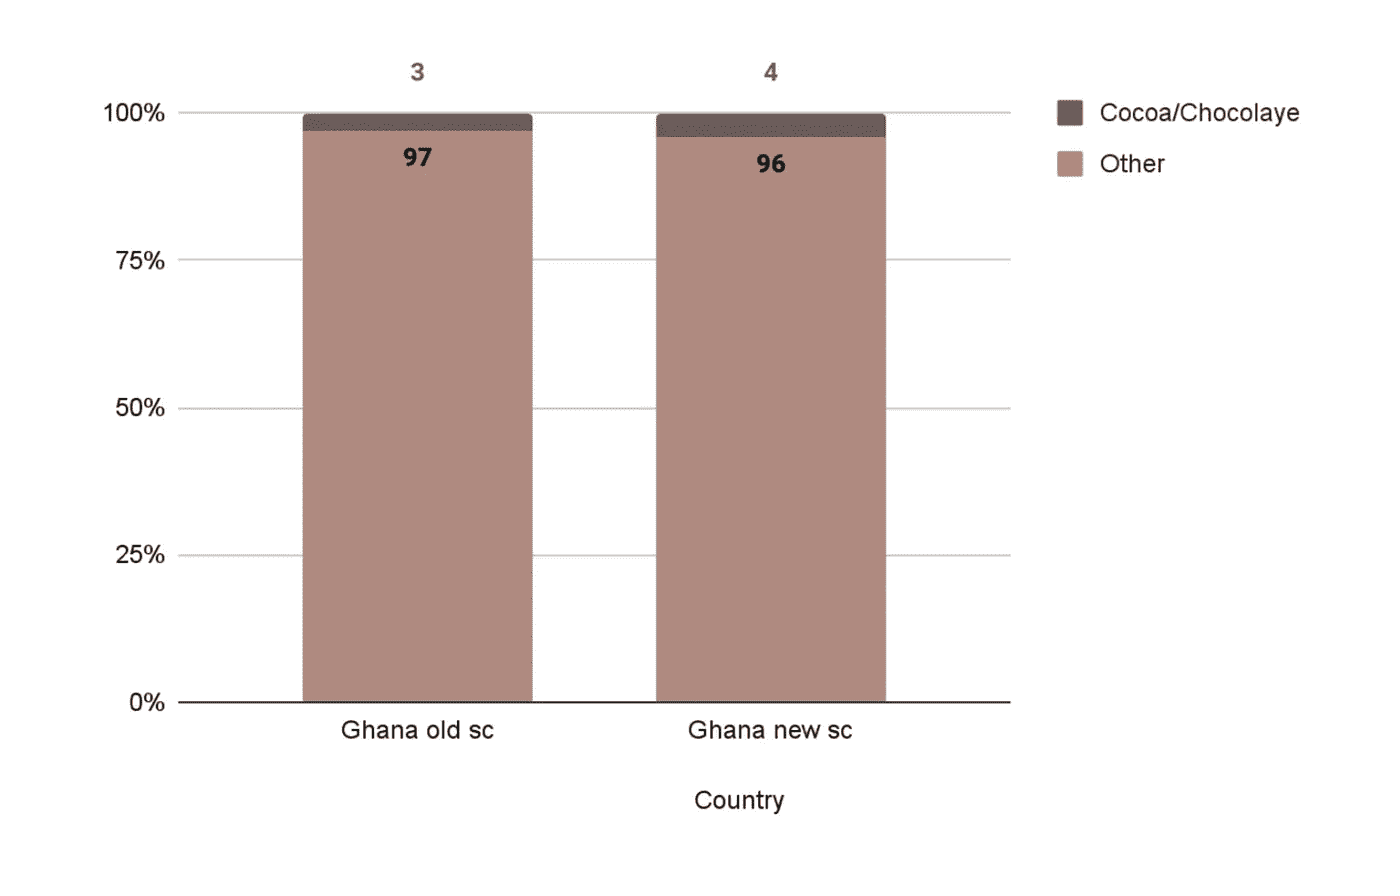 3
4
100%
Cocoa/Chocolaye
97
96
Other
75%
50%
25%
0%
Ghana old sc
Ghana new sc
Country